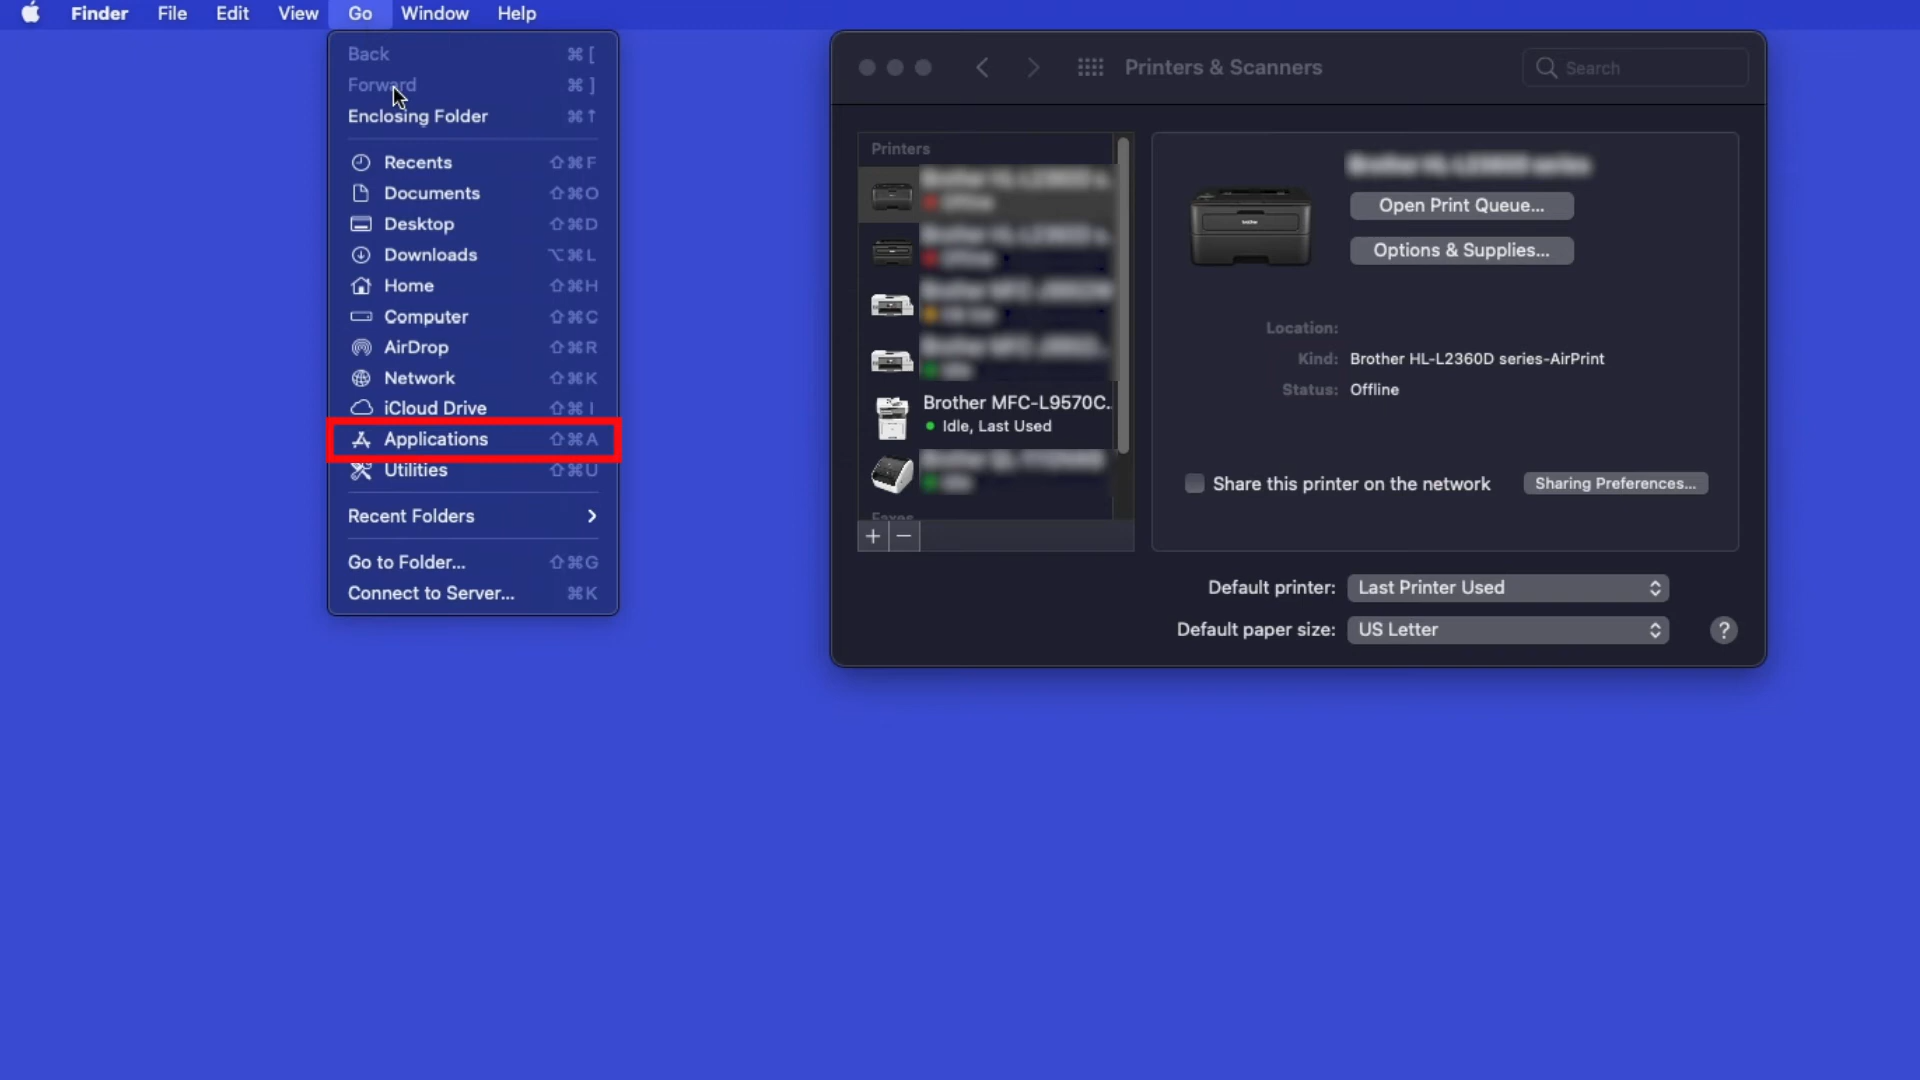 Finder File Edit View Go Window Help
Back ⌘ [
Forward ⌘ ]
Enclosing Folder ⌘↑
Recents ⇧⌘F
Documents ⇧⌘O
Desktop ⇧⌘D
Downloads ⌥⌘L
Home ⇧⌘H
Computer ⇧⌘C
AirDrop ⇧⌘R
Network ⇧⌘K
iCloud Drive ⇧⌘I
Applications ⇧⌘A
Utilities ⇧⌘U
Recent Folders
Go to Folder... ⇧⌘G
Connect to Server... ⌘K
Printers & Scanners
Search
Printers
Brother MFC-L9570C..
Idle, Last Used
Faxes
+ −
Open Print Queue...
Options & Supplies...
Location:
Kind: Brother HL-L2360D series-AirPrint
Status: Offline
Share this printer on the network
Sharing Preferences...
Default printer: Last Printer Used
Default paper size: US Letter
?